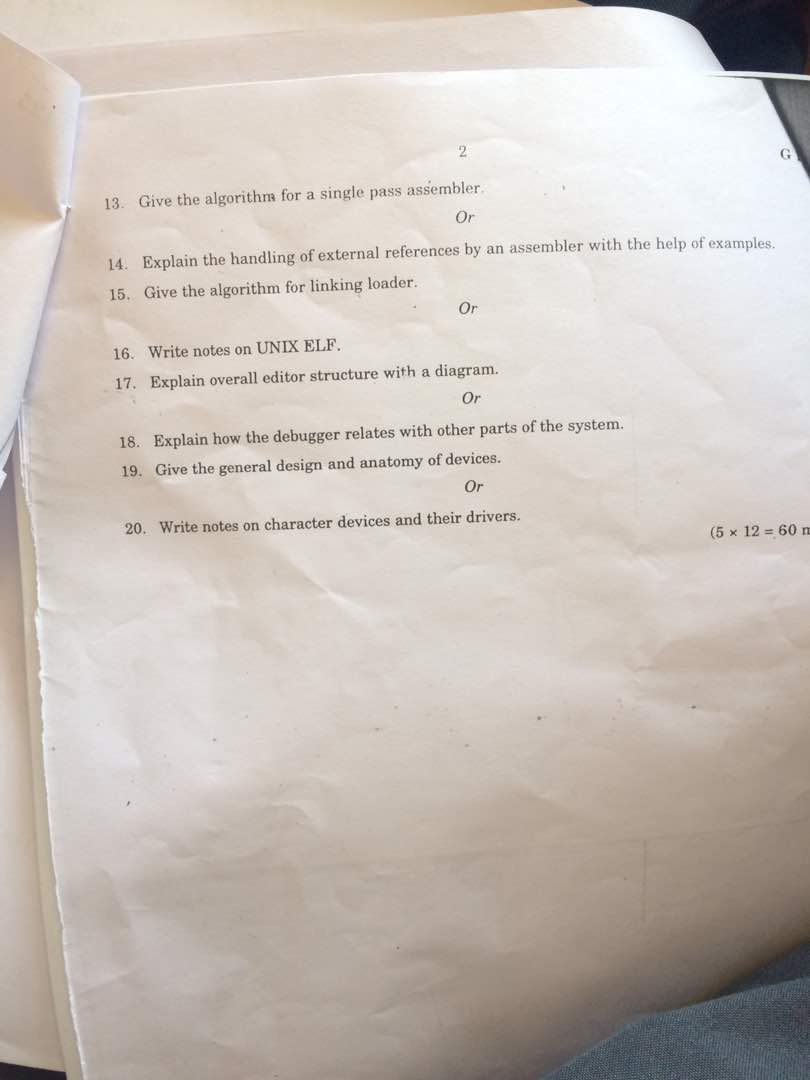 2
G
13. Give the algorithm for a single pass assembler.
Or
14. Explain the handling of external references by an assembler with the help of examples.
15. Give the algorithm for linking loader.
Or
16. Write notes on UNIX ELF.
17. Explain overall editor structure with a diagram.
Or
18. Explain how the debugger relates with other parts of the system.
19. Give the general design and anatomy of devices.
Or
20. Write notes on character devices and their drivers.
(5 × 12 = 60